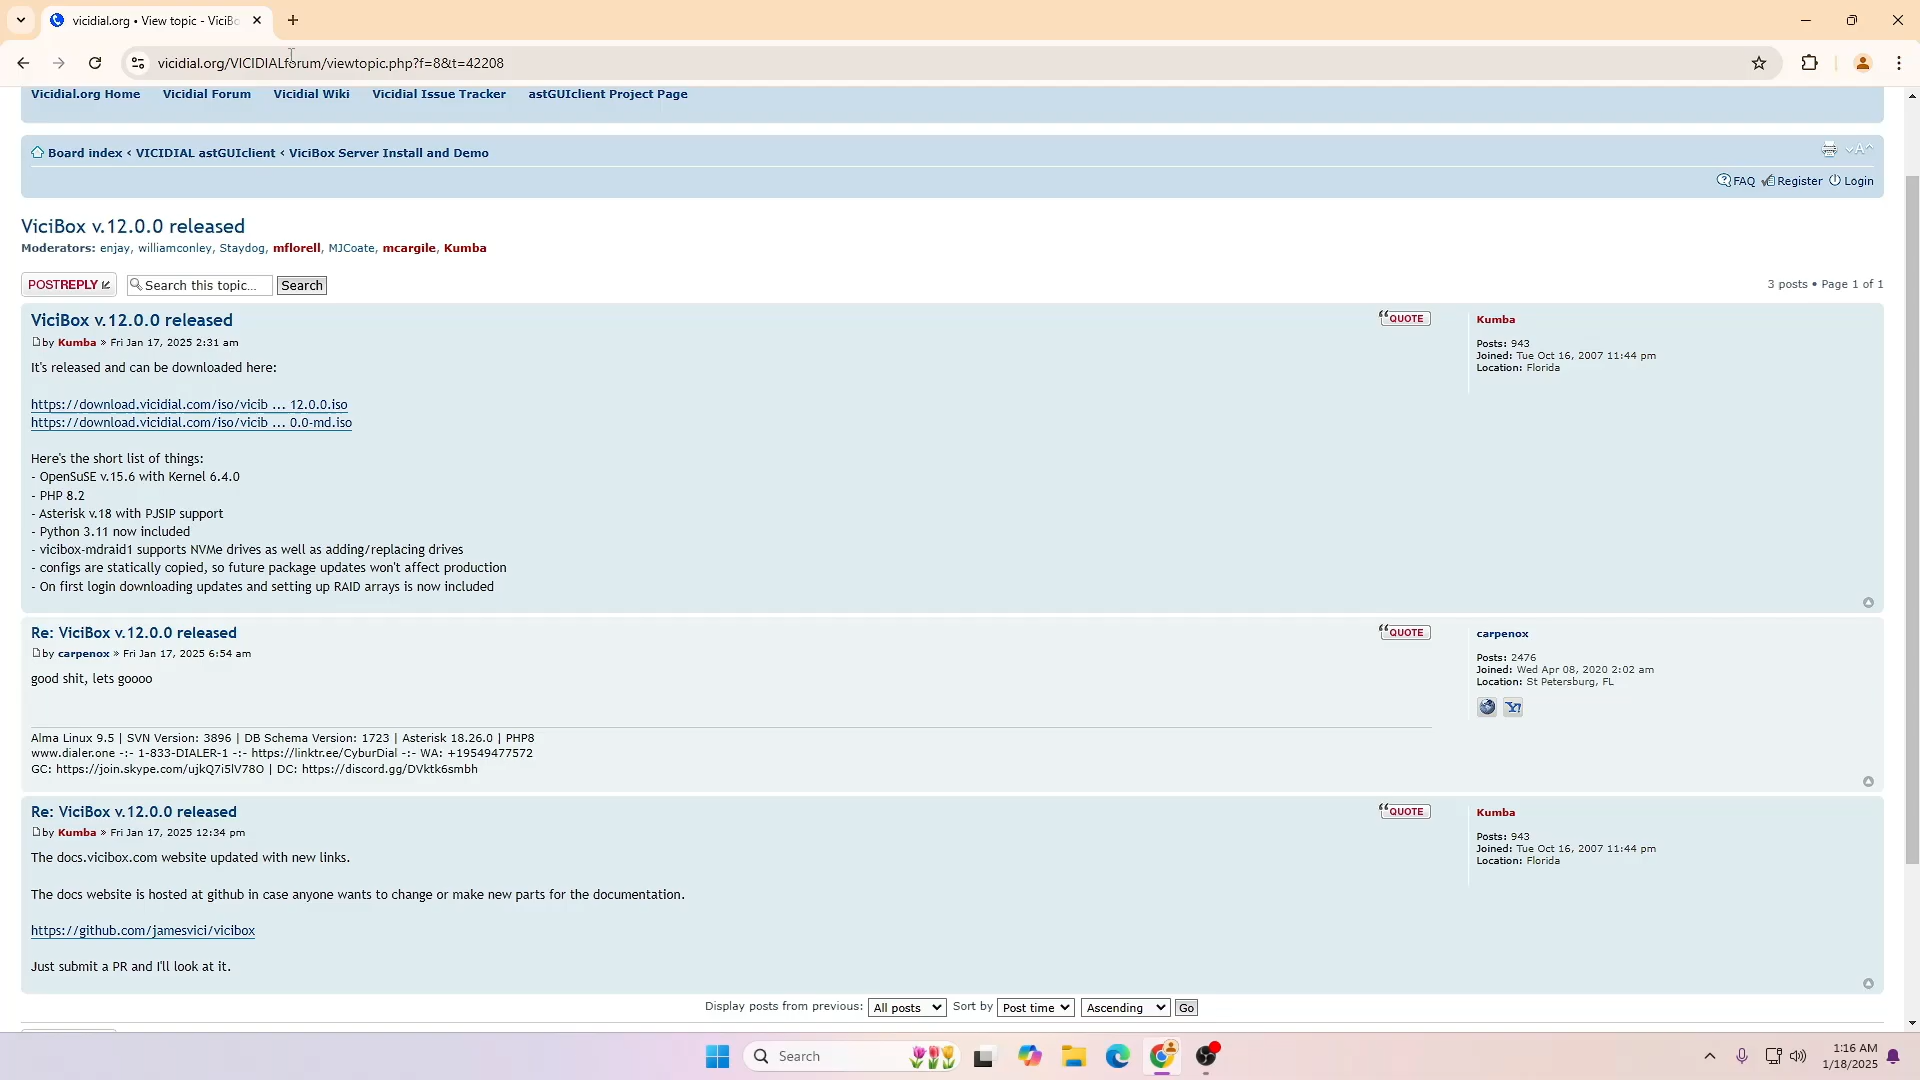 vicidial.org • View topic - ViciBo
vicidial.org/VICIDIALforum/viewtopic.php?f=8&t=42208
Vicidial.org Home Vicidial Forum Vicidial Wiki Vicidial Issue Tracker astGUIclient Project Page
Board index ‹ VICIDIAL astGUIclient ‹ ViciBox Server Install and Demo
FAQ Register Login
ViciBox v.12.0.0 released
Moderators: enjay, williamconley, Staydog, mflorell, MJCoate, mcargile, Kumba
POSTREPLY Search this topic... Search 3 posts • Page 1 of 1
ViciBox v.12.0.0 released
by Kumba » Fri Jan 17, 2025 2:31 am
It's released and can be downloaded here:
https://download.vicidial.com/iso/vicib ... 12.0.0.iso
https://download.vicidial.com/iso/vicib ... 0.0-md.iso
Here's the short list of things:
- OpenSuSE v.15.6 with Kernel 6.4.0
- PHP 8.2
- Asterisk v.18 with PJSIP support
- Python 3.11 now included
- vicibox-mdraid1 supports NVMe drives as well as adding/replacing drives
- configs are statically copied, so future package updates won't affect production
- On first login downloading updates and setting up RAID arrays is now included
QUOTE
Kumba
Posts: 943
Joined: Tue Oct 16, 2007 11:44 pm
Location: Florida
Re: ViciBox v.12.0.0 released
by carpenox » Fri Jan 17, 2025 6:54 am
good shit, lets goooo
Alma Linux 9.5 | SVN Version: 3896 | DB Schema Version: 1723 | Asterisk 18.26.0 | PHP8
www.dialer.one -:- 1-833-DIALER-1 -:- https://linktr.ee/CyburDial -:- WA: +19549477572
GC: https://join.skype.com/ujkQ7i5lV78O | DC: https://discord.gg/DVktk6smbh
QUOTE
carpenox
Posts: 2476
Joined: Wed Apr 08, 2020 2:02 am
Location: St Petersburg, FL
Y!
Re: ViciBox v.12.0.0 released
by Kumba » Fri Jan 17, 2025 12:34 pm
The docs.vicibox.com website updated with new links.
The docs website is hosted at github in case anyone wants to change or make new parts for the documentation.
https://github.com/jamesvici/vicibox
Just submit a PR and I'll look at it.
QUOTE
Kumba
Posts: 943
Joined: Tue Oct 16, 2007 11:44 pm
Location: Florida
Display posts from previous: All posts Sort by Post time Ascending Go
Search
1:16 AM
1/18/2025